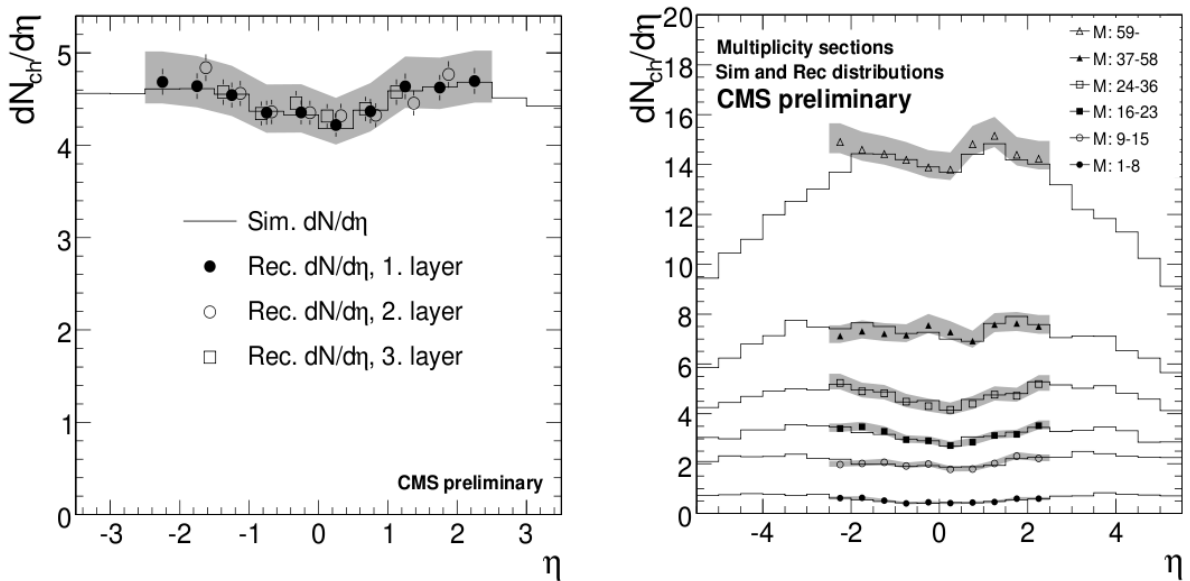 dN_ch/dη
5
4
3
2
1
0
Sim. dN/dη
Rec. dN/dη, 1. layer
Rec. dN/dη, 2. layer
Rec. dN/dη, 3. layer
CMS preliminary
-3 -2 -1 0 1 2 3
η
dN_ch/dη
20
18
16
14
12
10
8
6
4
2
0
Multiplicity sections
Sim and Rec distributions
CMS preliminary
M: 59-
M: 37-58
M: 24-36
M: 16-23
M: 9-15
M: 1-8
-4 -2 0 2 4
η